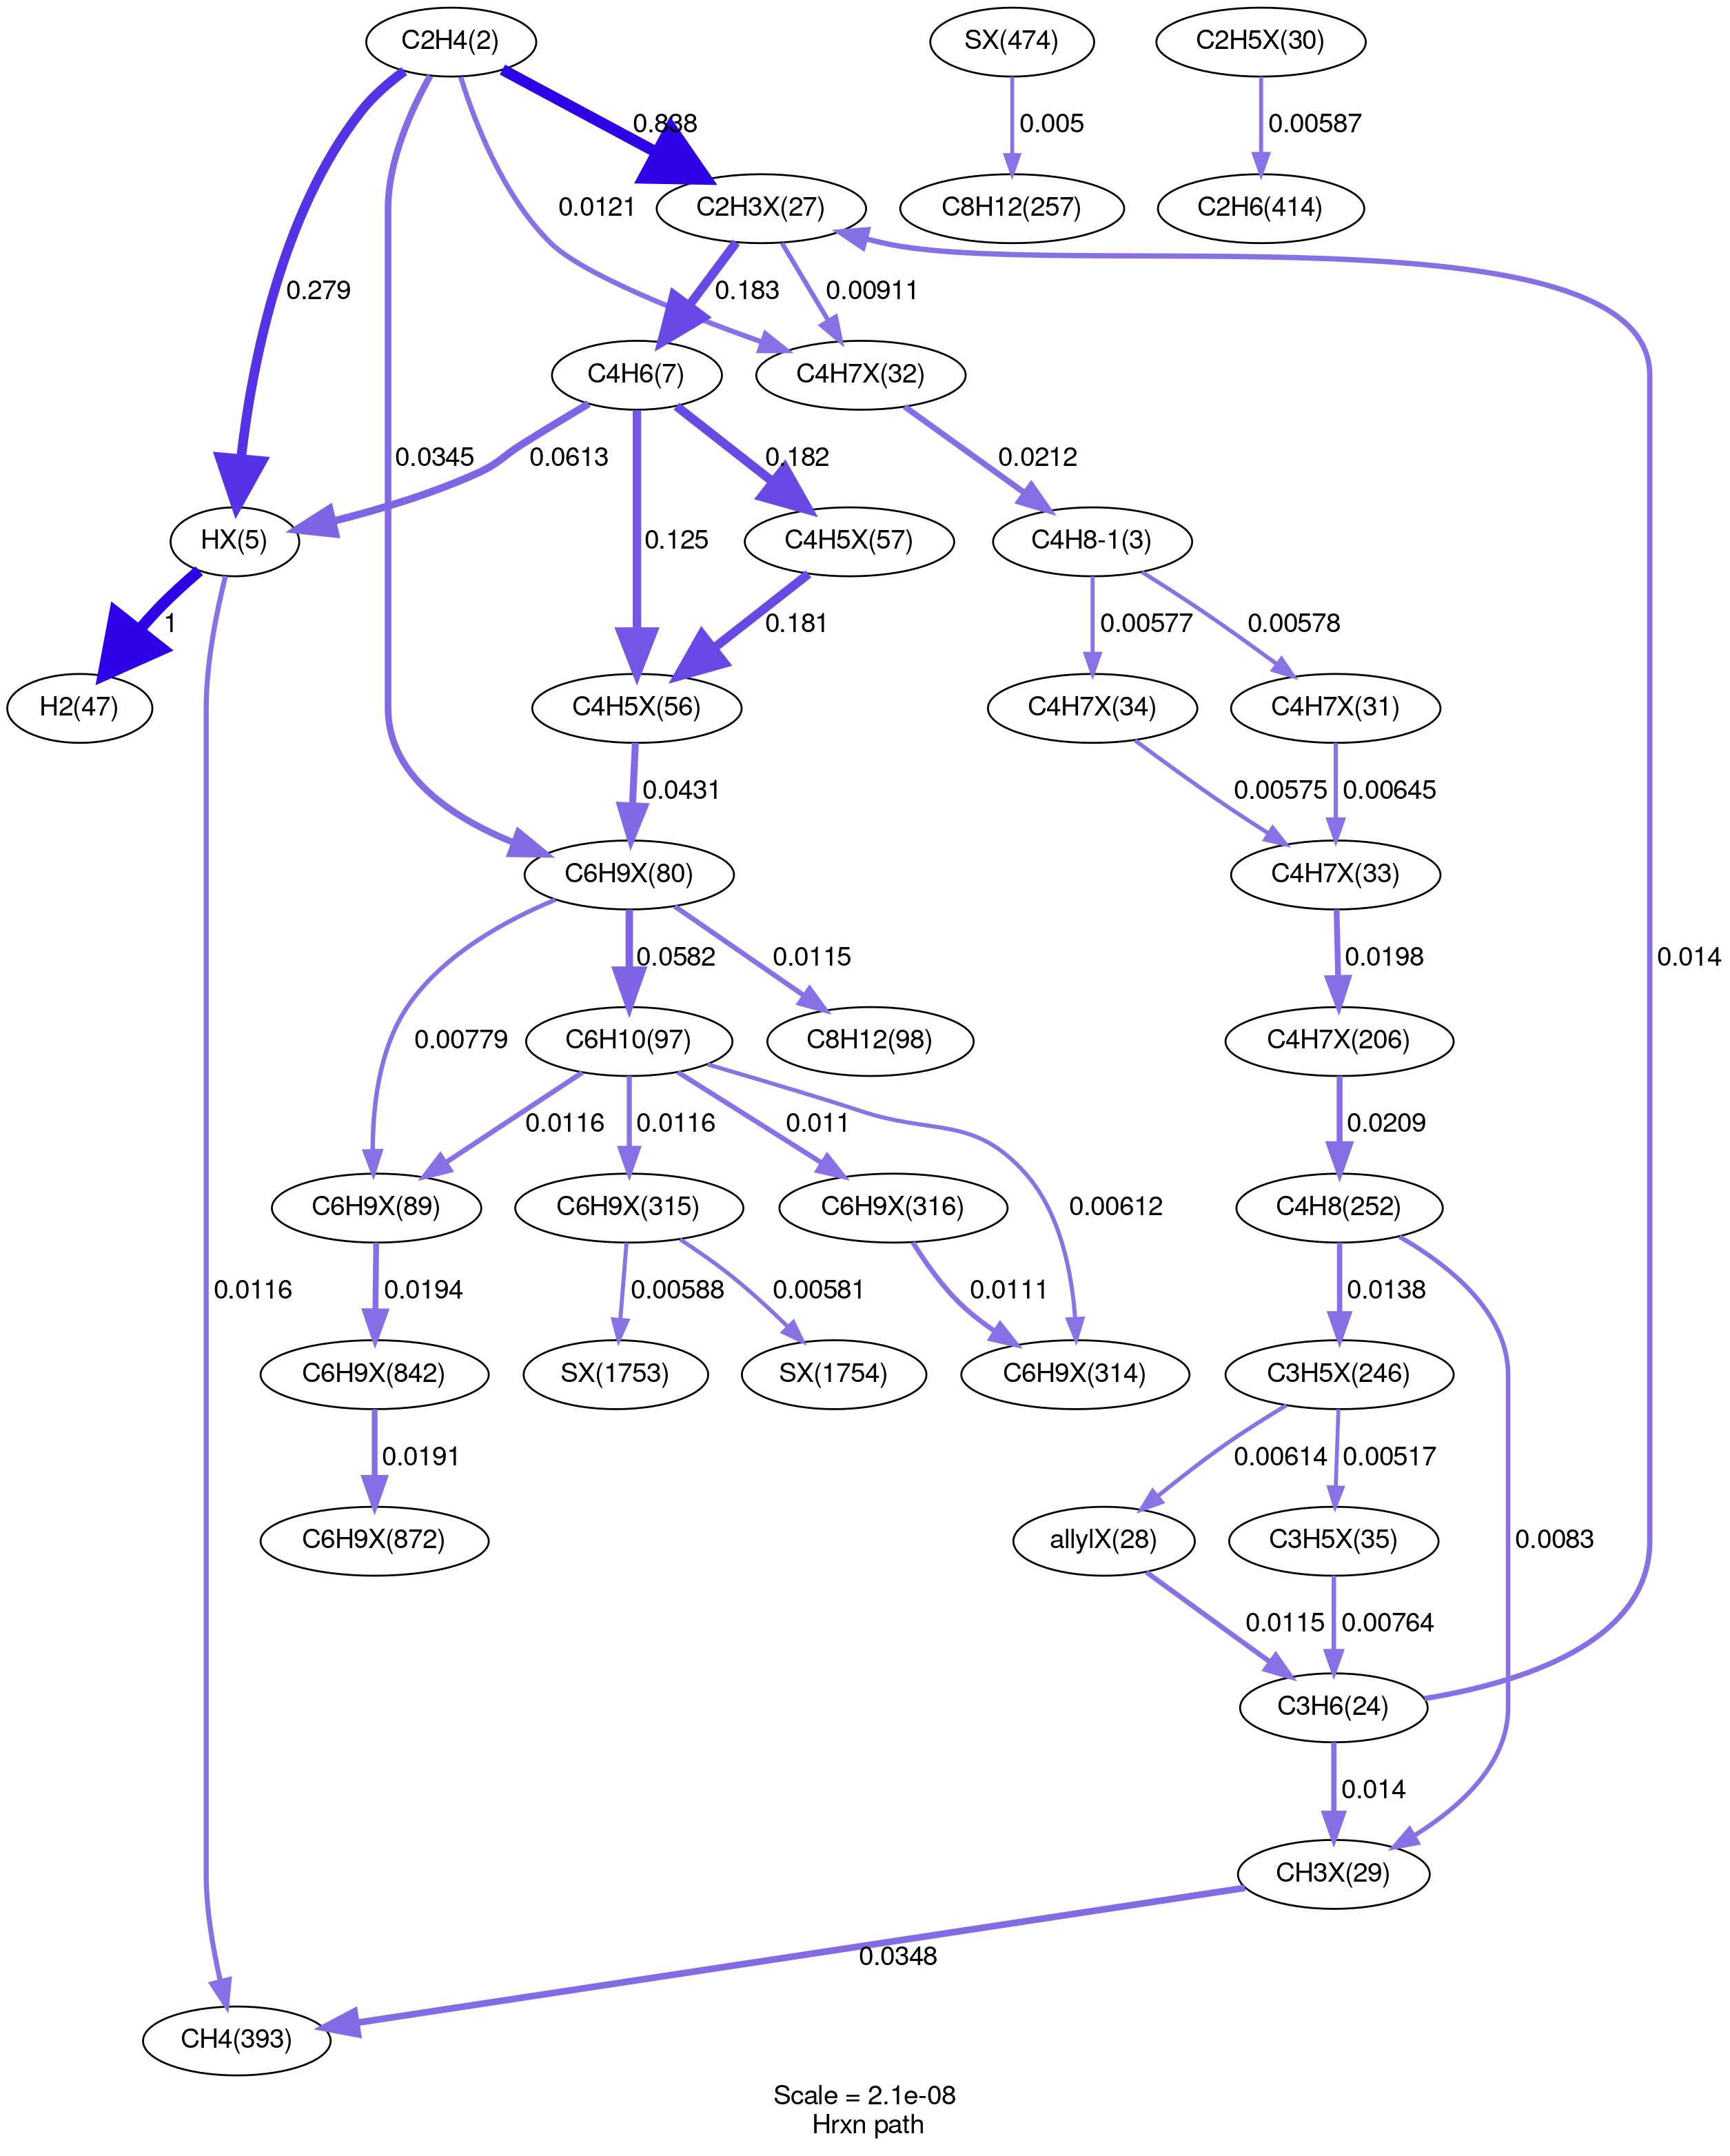 C2H4(2)
SX(474)
C2H5X(30)
0.838
0.005
0.00587
C2H3X(27)
C8H12(257)
C2H6(414)
0.0121
0.279
0.183
0.00911
C4H6(7)
C4H7X(32)
0.0345
0.0613
0.182
0.0212
HX(5)
0.125
C4H5X(57)
C4H8-1(3)
1
0.181
0.00577
0.00578
H2(47)
C4H5X(56)
C4H7X(34)
C4H7X(31)
0.0431
0.00575
0.00645
C6H9X(80)
C4H7X(33)
0.0582
0.0115
0.0198
0.014
0.00779
C6H10(97)
C8H12(98)
C4H7X(206)
0.0116
0.0116
0.011
0.00612
0.0209
C6H9X(89)
C6H9X(315)
C6H9X(316)
C4H8(252)
0.0116
0.0194
0.00588
0.00581
0.0111
0.0138
C6H9X(842)
SX(1753)
SX(1754)
C6H9X(314)
C3H5X(246)
0.0191
0.00614
0.00517
C6H9X(872)
allylX(28)
C3H5X(35)
0.0083
0.0115
0.00764
C3H6(24)
0.014
CH3X(29)
0.0348
CH4(393)
Scale = 2.1e-08
Hrxn path